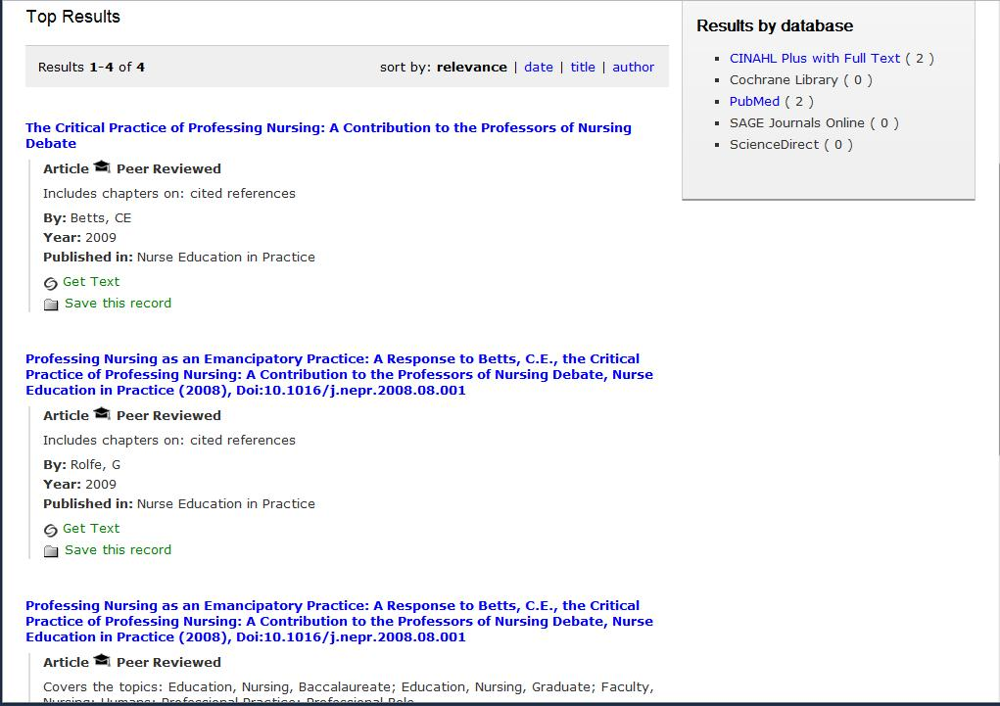 Top Results
Results 1-4 of 4
sort by: relevance | date | title | author
The Critical Practice of Professing Nursing: A Contribution to the Professors of Nursing
Debate
Article Peer Reviewed
Includes chapters on: cited references
By: Betts, CE
Year: 2009
Published in: Nurse Education in Practice
Get Text
Save this record
Professing Nursing as an Emancipatory Practice: A Response to Betts, C.E., the Critical
Practice of Professing Nursing: A Contribution to the Professors of Nursing Debate, Nurse
Education in Practice (2008), Doi:10.1016/j.nepr.2008.08.001
Article Peer Reviewed
Includes chapters on: cited references
By: Rolfe, G
Year: 2009
Published in: Nurse Education in Practice
Get Text
Save this record
Professing Nursing as an Emancipatory Practice: A Response to Betts, C.E., the Critical
Practice of Professing Nursing: A Contribution to the Professors of Nursing Debate, Nurse
Education in Practice (2008), Doi:10.1016/j.nepr.2008.08.001
Article Peer Reviewed
Covers the topics: Education, Nursing, Baccalaureate; Education, Nursing, Graduate; Faculty,
Nursing; Humans; Professional Practice; Professional Role
Results by database
CINAHL Plus with Full Text ( 2 )
Cochrane Library ( 0 )
PubMed ( 2 )
SAGE Journals Online ( 0 )
ScienceDirect ( 0 )